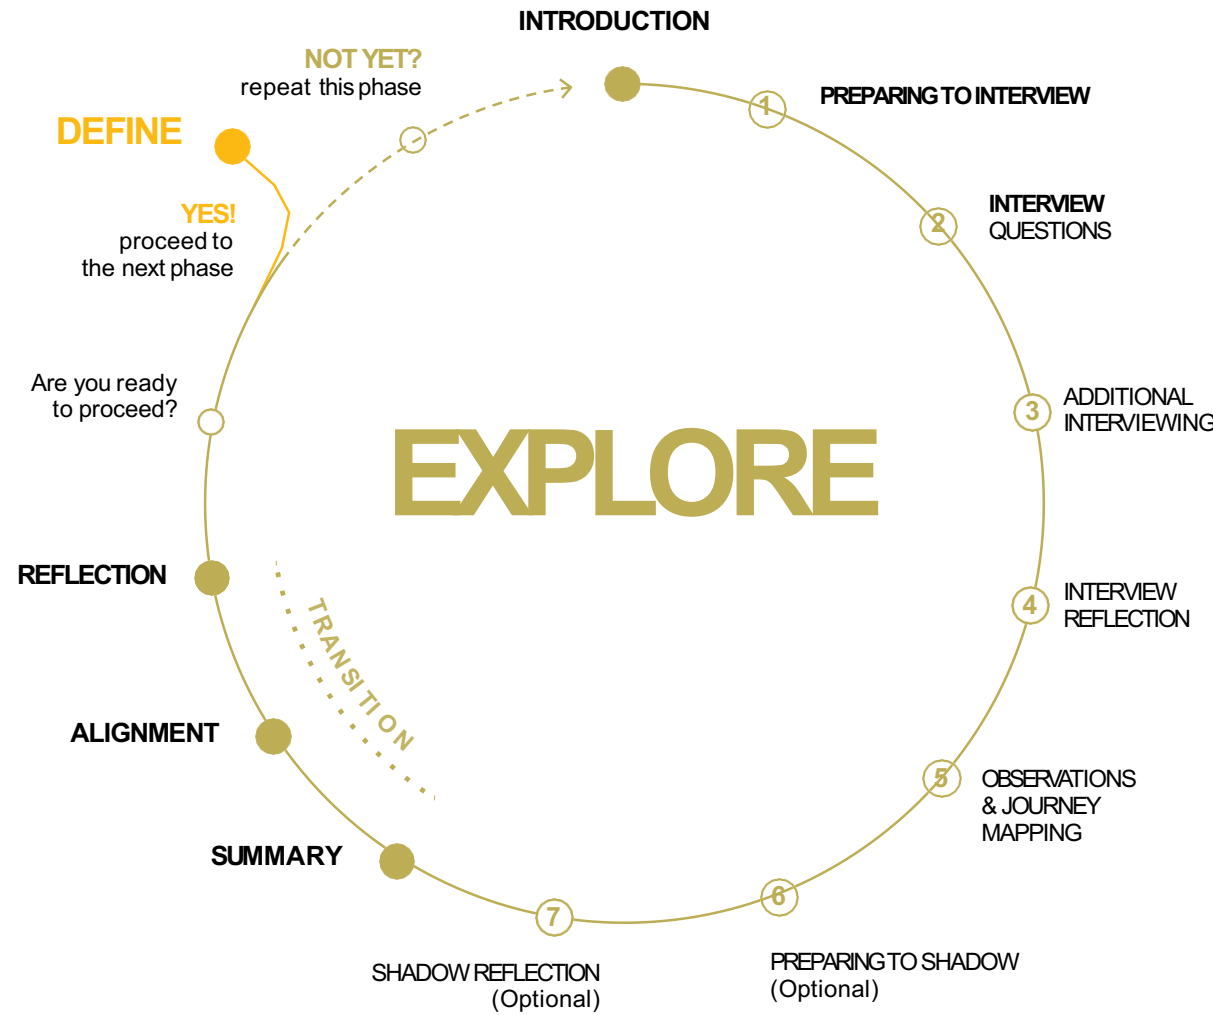 INTRODUCTION
NOT YET?
repeat this phase
DEFINE
YES!
proceed to
the next phase
Are you ready
to proceed?
1
PREPARING TO INTERVIEW
2
INTERVIEW
QUESTIONS
3
ADDITIONAL
INTERVIEWING
EXPLORE
4
INTERVIEW
REFLECTION
5
OBSERVATIONS
& JOURNEY
MAPPING
6
PREPARING TO SHADOW
(Optional)
7
SHADOW REFLECTION
(Optional)
SUMMARY
ALIGNMENT
REFLECTION
TRANSITION